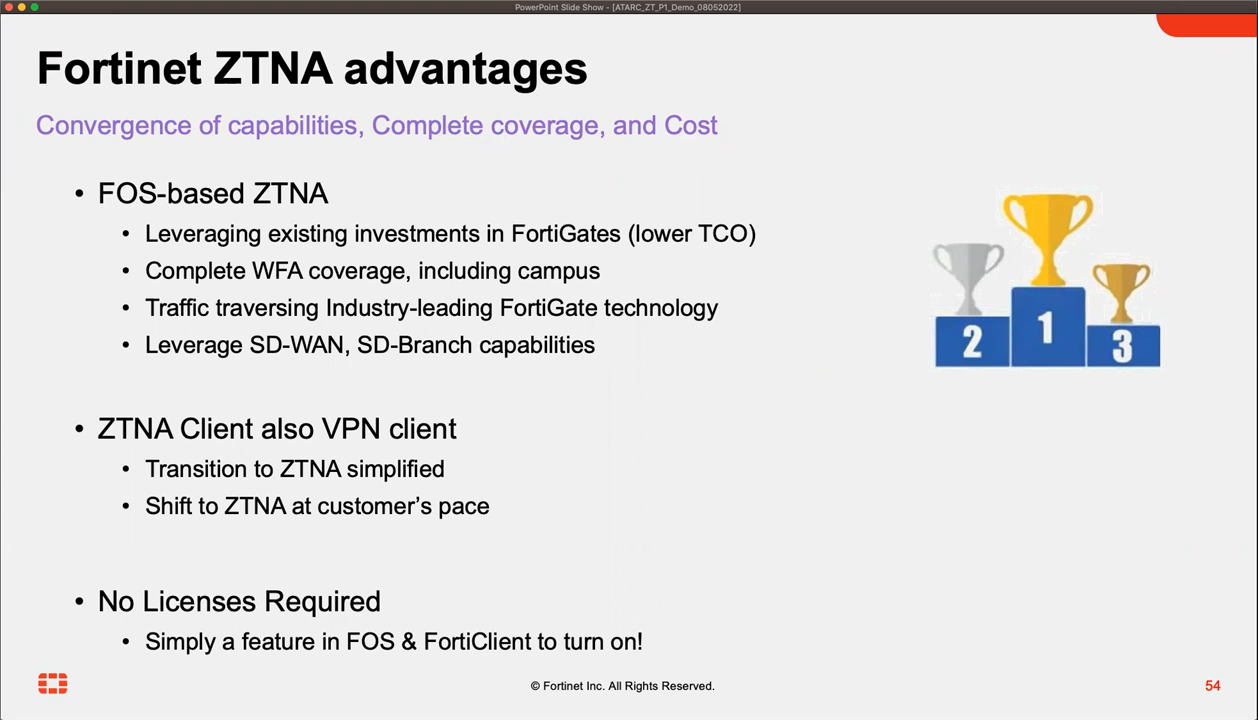 PowerPoint Slide Show - [ATARC_ZT_P1_Demo_08052022]
Fortinet ZTNA advantages
Convergence of capabilities, Complete coverage, and Cost
• FOS-based ZTNA
• Leveraging existing investments in FortiGates (lower TCO)
• Complete WFA coverage, including campus
• Traffic traversing Industry-leading FortiGate technology
• Leverage SD-WAN, SD-Branch capabilities
2 1 3
• ZTNA Client also VPN client
• Transition to ZTNA simplified
• Shift to ZTNA at customer’s pace
• No Licenses Required
• Simply a feature in FOS & FortiClient to turn on!
© Fortinet Inc. All Rights Reserved.
54